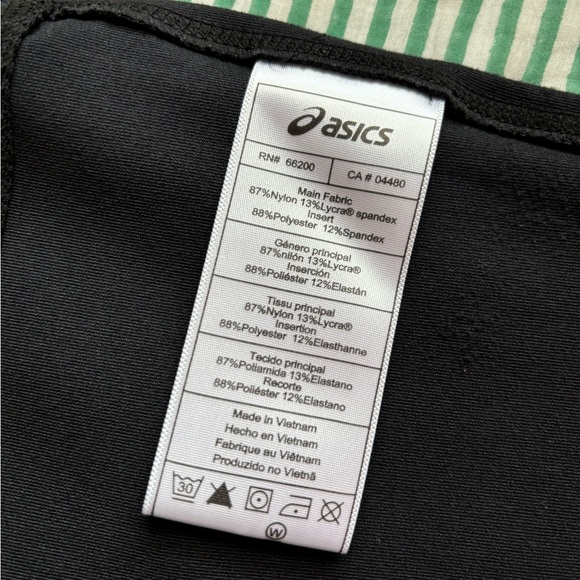 asics
RN# 66200
CA # 04480
Main Fabric
87%Nylon 13%Lycra® spandex
Insert
88%Polyester 12%Spandex
Género principal
87%nilón 13%Lycra®
Inserción
88%Poliéster 12%Elastán
Tissu principal
87%Nylon 13%Lycra®
Insertion
88%Polyester 12%Elasthanne
Tecido principal
87%Poliamida 13%Elastano
Recorte
88%Poliéster 12%Elastano
Made in Vietnam
Hecho en Vietnam
Fabrique au Viêtnam
Produzido no Vietnã
30
W